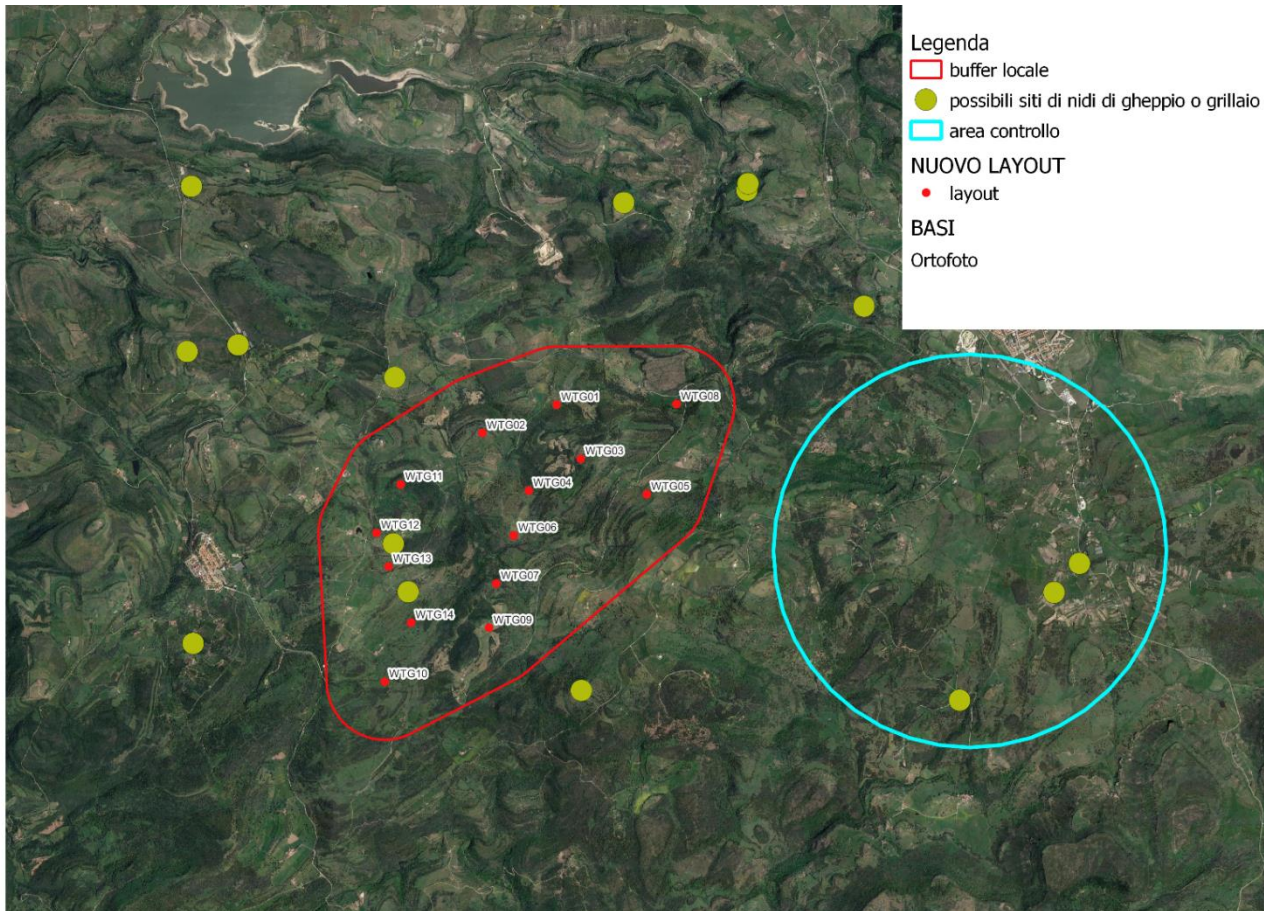 Legenda
buffer locale
possibili siti di nidi di gheppio o grillaio
area controllo
NUOVO LAYOUT
layout
BASI
Ortofoto
WTG01
WTG08
WTG02
WTG03
WTG11
WTG04
WTG05
WTG12
WTG06
WTG13
WTG07
WTG14
WTG09
WTG10